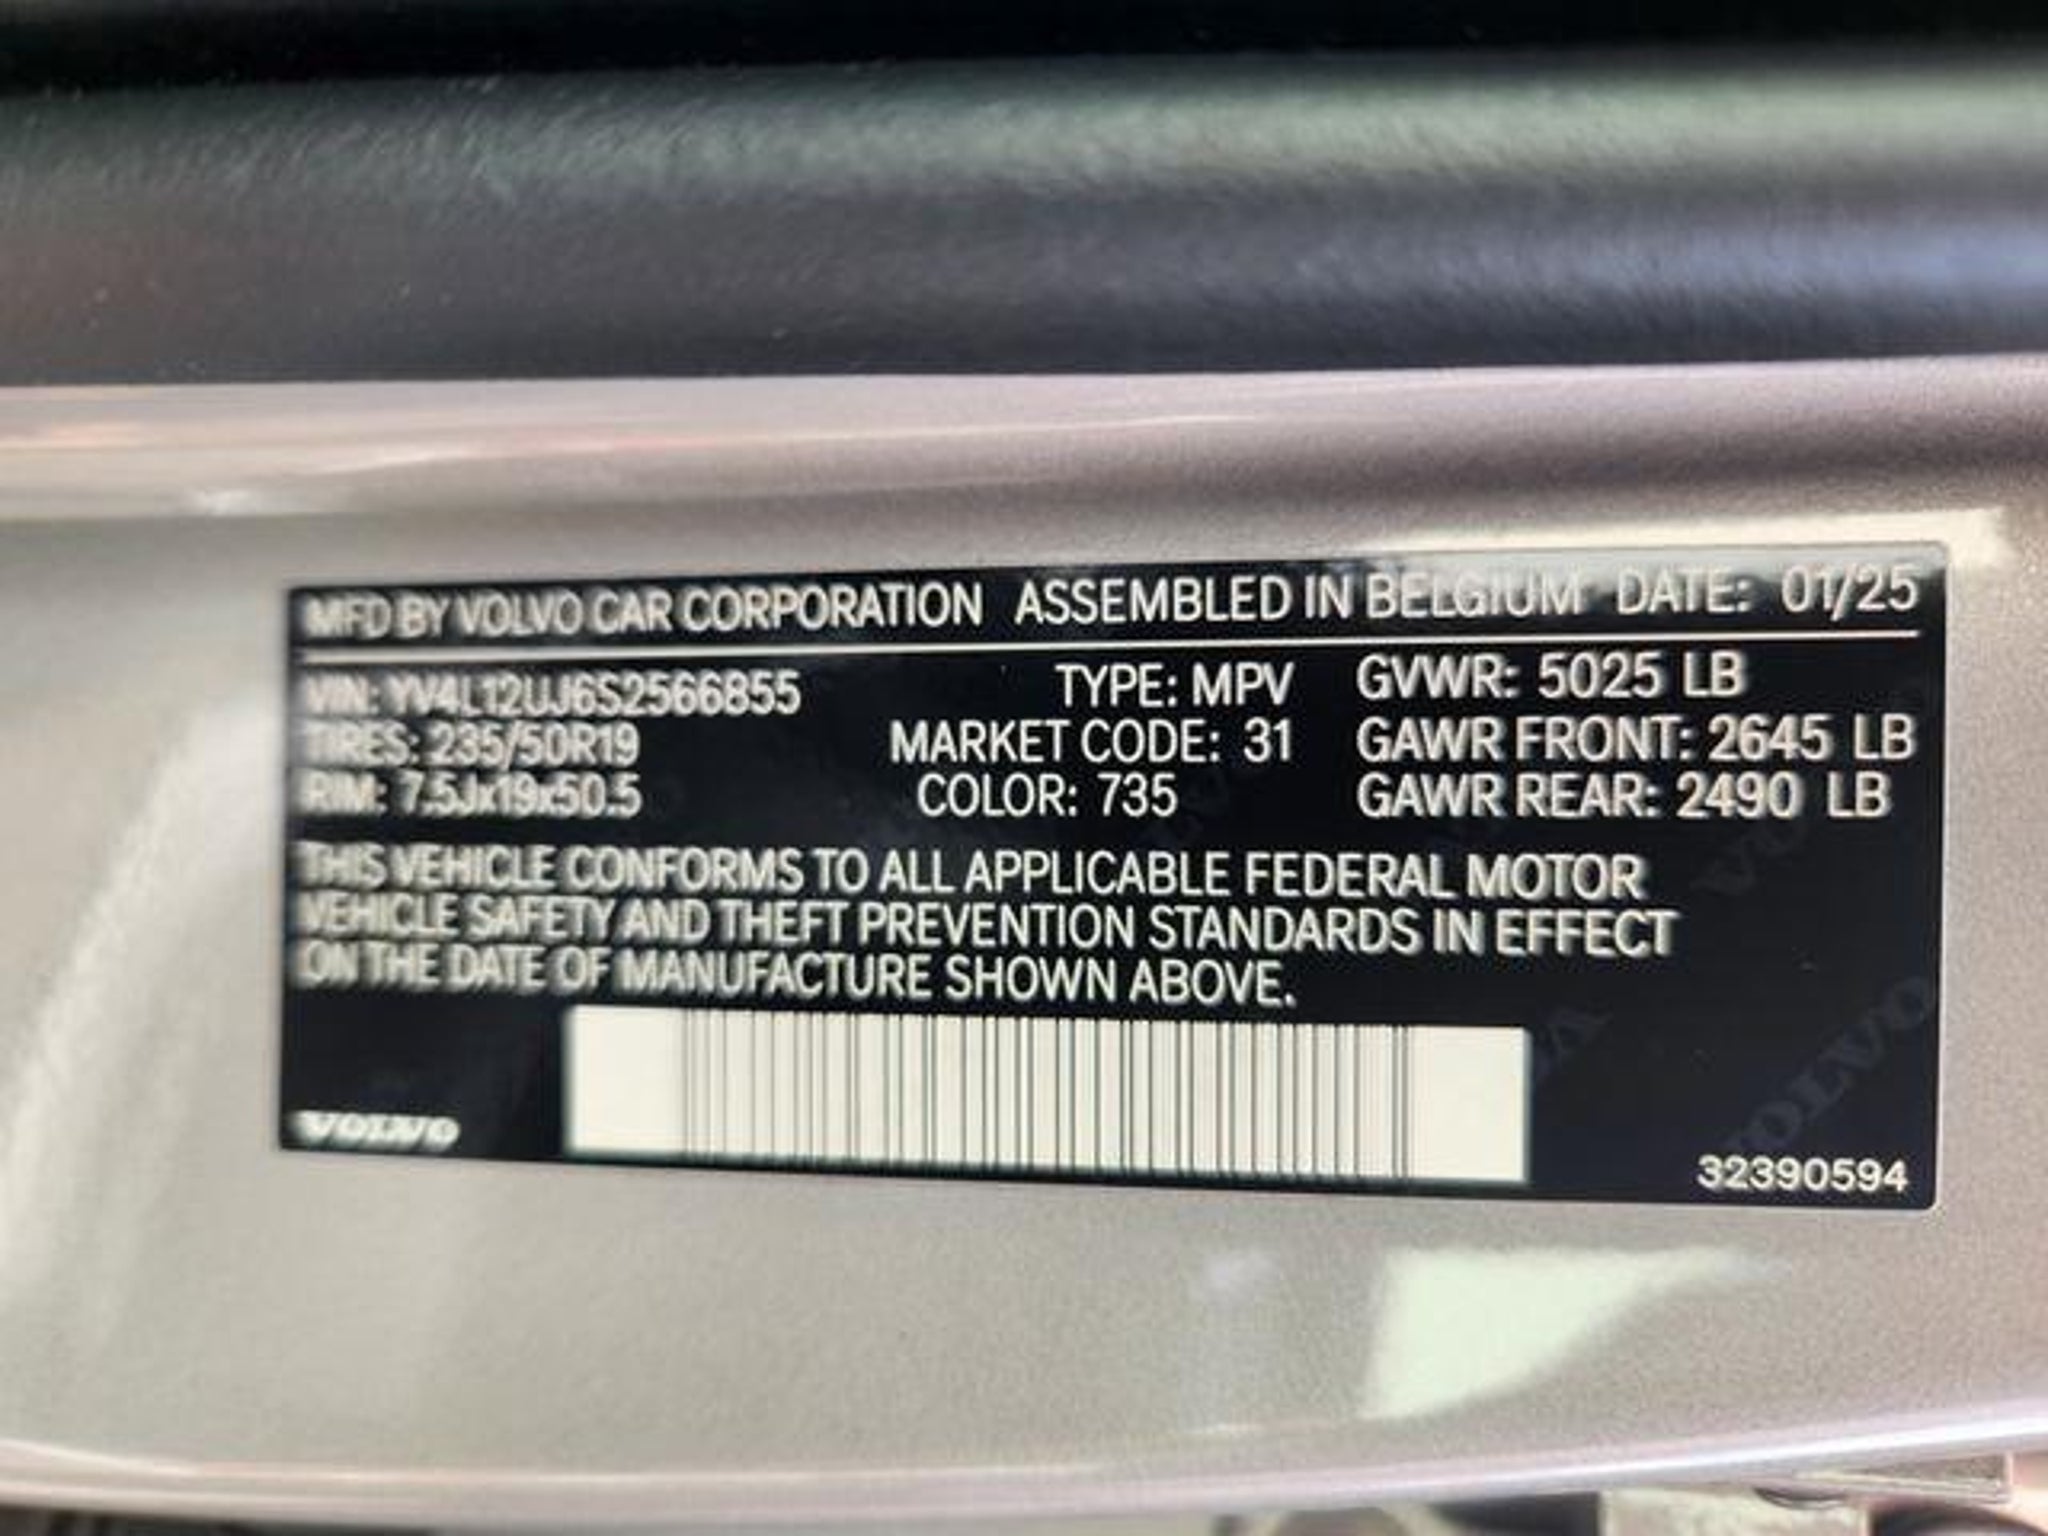 MFD BY VOLVO CAR CORPORATION ASSEMBLED IN BELGIUM DATE: 01/25
VIN: YV4L12UJ6S2566855 TYPE: MPV GVWR: 5025 LB
TIRES: 235/50R19 MARKET CODE: 31 GAWR FRONT: 2645 LB
RIM: 7.5Jx19x50.5 COLOR: 735 GAWR REAR: 2490 LB
THIS VEHICLE CONFORMS TO ALL APPLICABLE FEDERAL MOTOR
VEHICLE SAFETY AND THEFT PREVENTION STANDARDS IN EFFECT
ON THE DATE OF MANUFACTURE SHOWN ABOVE.
VOLVO
VOLVO
32390594